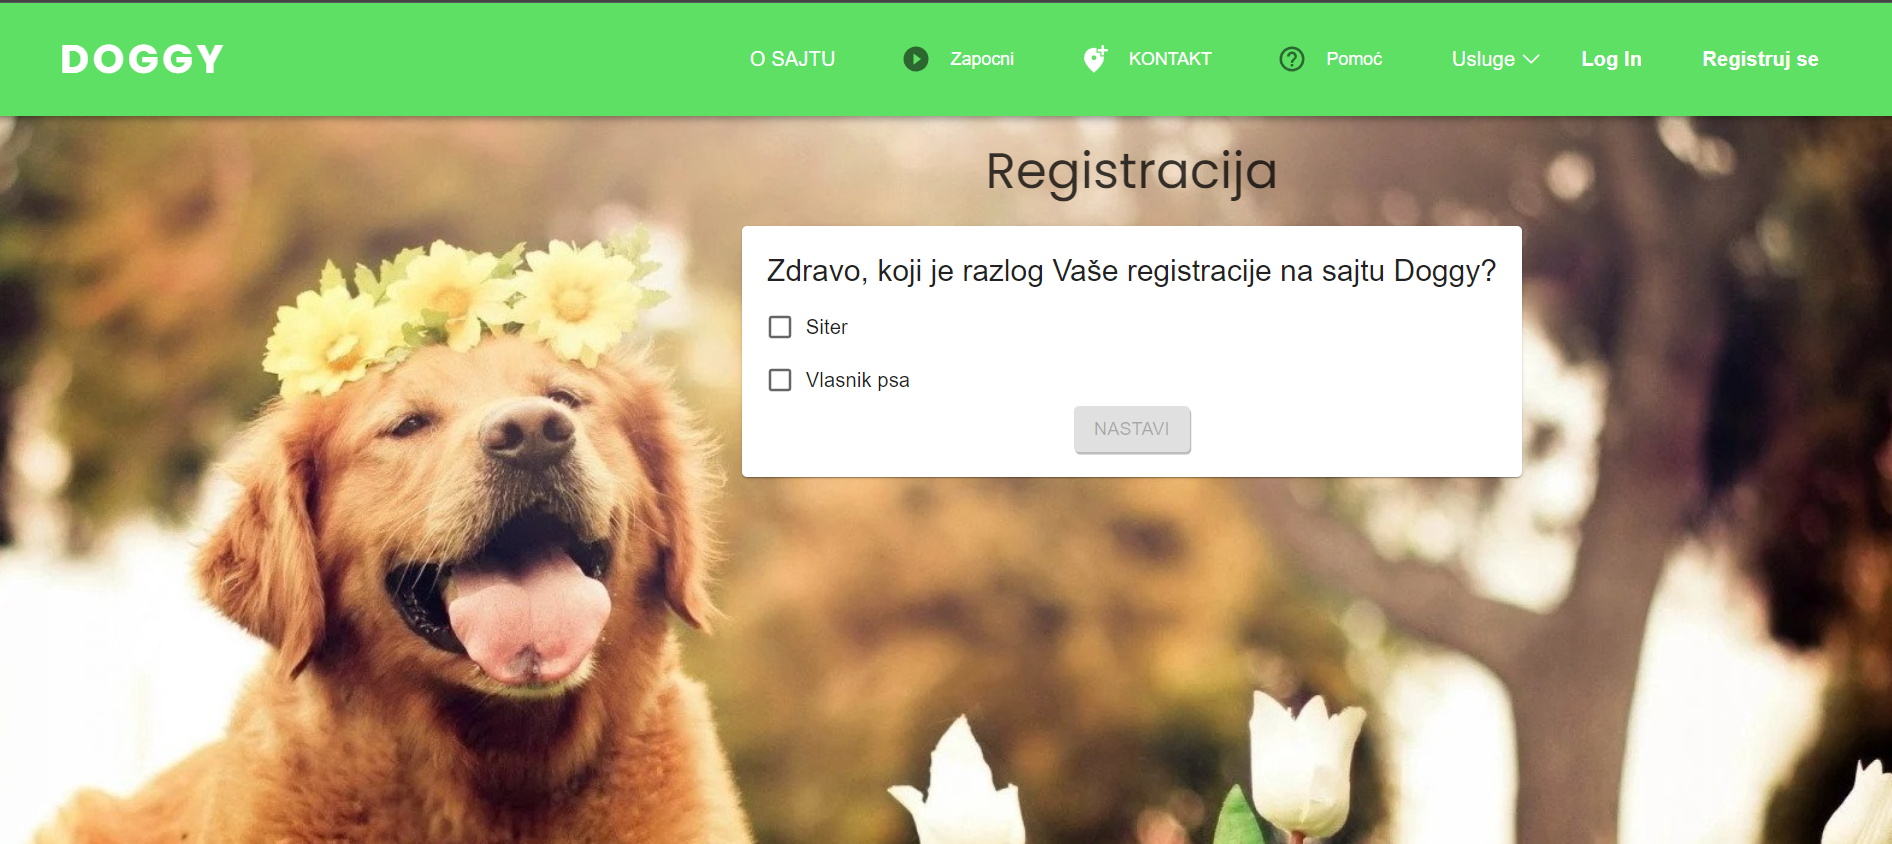 DOGGY
O SAJTU
Zapocni
KONTAKT
Pomoć
Usluge
Log In
Registruj se
Registracija
Zdravo, koji je razlog Vaše registracije na sajtu Doggy?
Siter
Vlasnik psa
NASTAVI